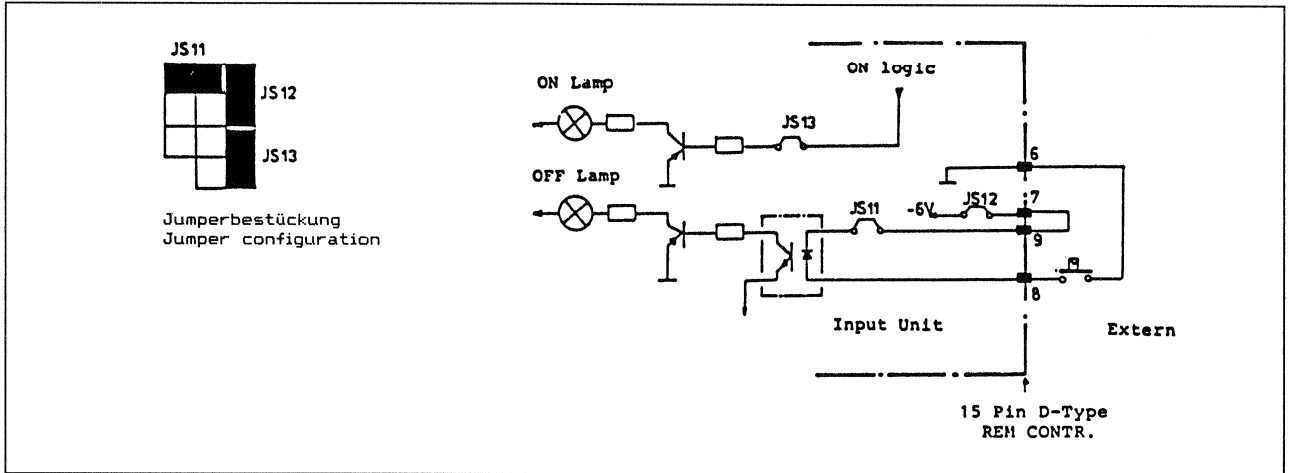 JS11
JS12
JS13
Jumperbestückung
Jumper configuration
ON logic
ON Lamp
JS13
OFF Lamp
6
7
JS12
-6V
JS11
9
8
Input Unit
Extern
15 Pin D-Type
REM CONTR.